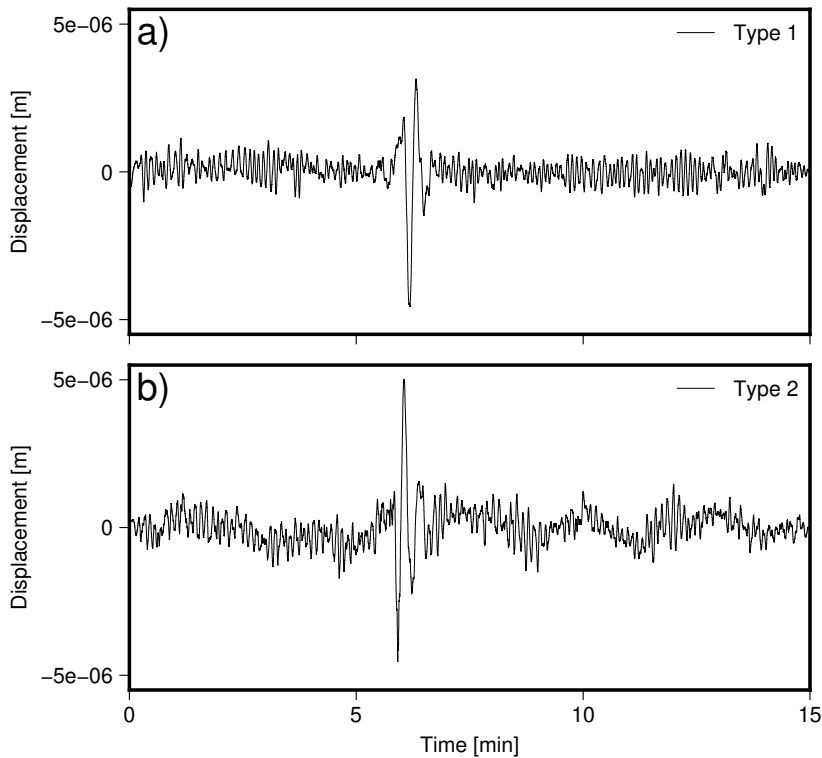 5e−06
a)
Type 1
Displacement [m]
0
−5e−06
5e−06
b)
Type 2
Displacement [m]
0
−5e−06
0
5
10
15
Time [min]